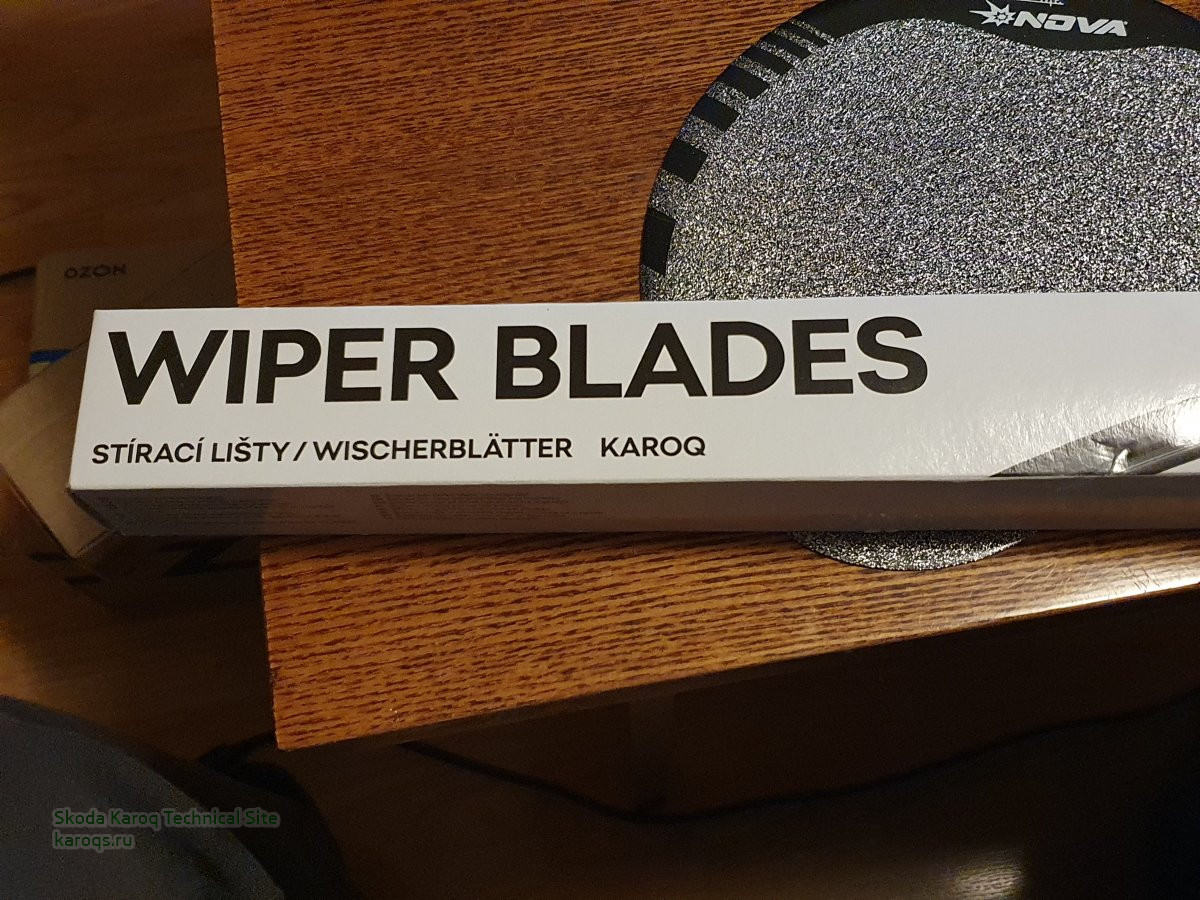 NOVA
OZON
WIPER BLADES
STÍRACÍ LIŠTY / WISCHERBLÄTTER KAROQ
Skoda Karoq Technical Site
karoqs.ru